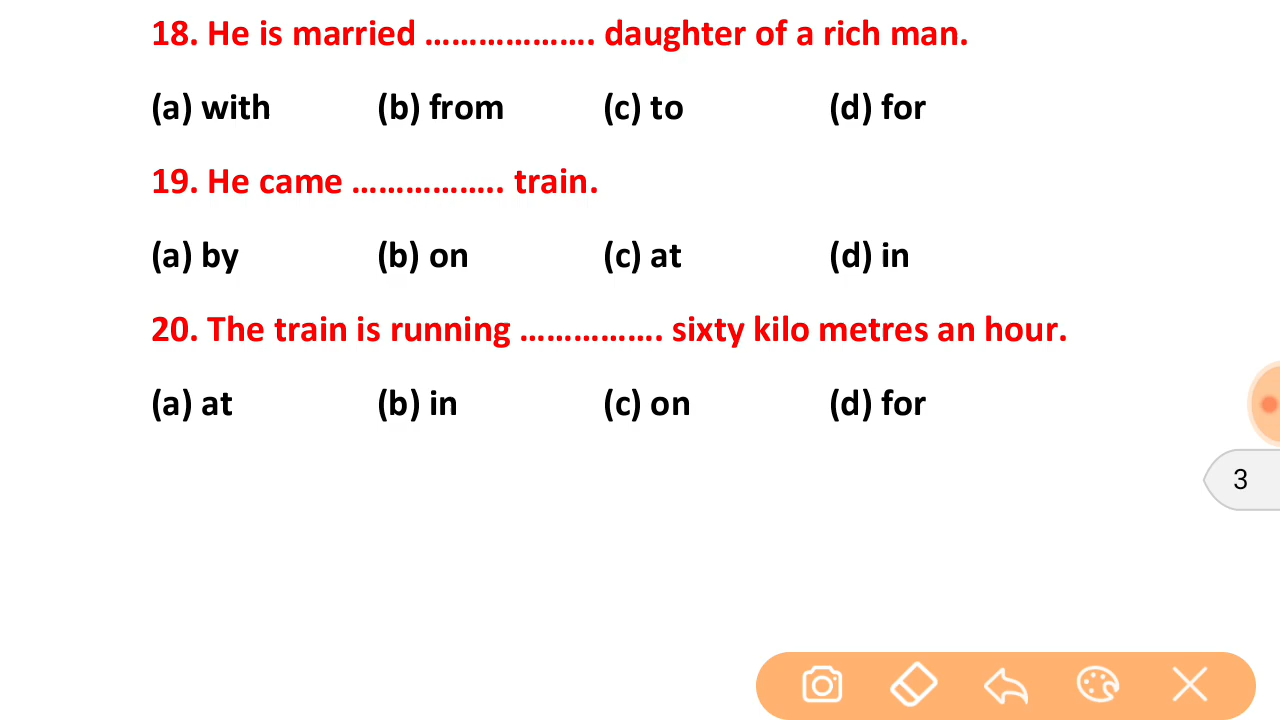 18. He is married ………………. daughter of a rich man.
(a) with (b) from (c) to (d) for
19. He came …………….. train.
(a) by (b) on (c) at (d) in
20. The train is running ……………. sixty kilo metres an hour.
(a) at (b) in (c) on (d) for
3